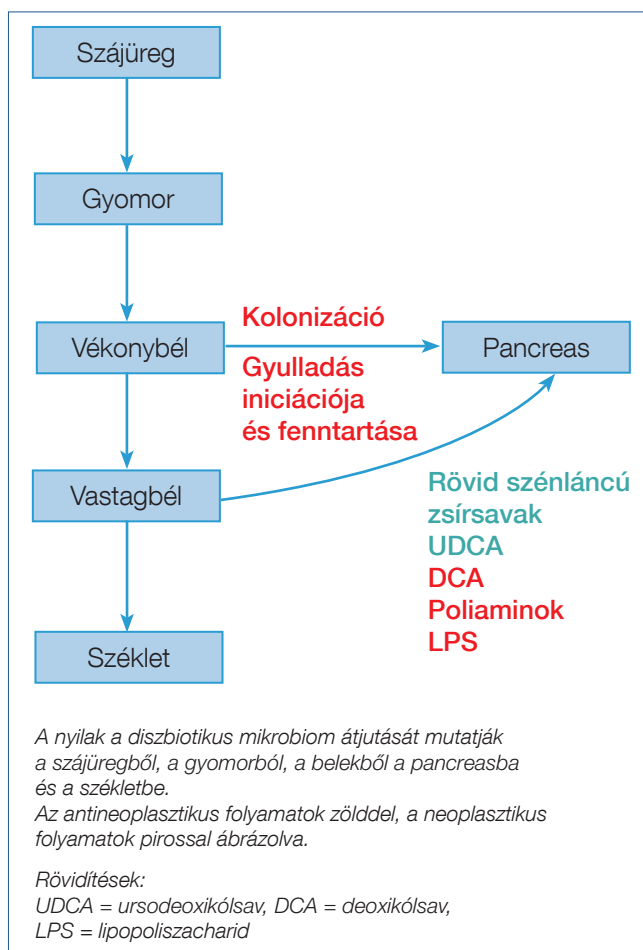 Szájüreg
Gyomor
Kolonizáció
Vékonybél
Pancreas
Gyulladás
iniciációja
és fenntartása
Vastagbél
Rövid szénláncú
zsírsavak
UDCA
DCA
Poliaminok
LPS
Széklet
A nyilak a diszbiotikus mikrobiom átjutását mutatják
a szájüregből, a gyomorból, a belekből a pancreasba
és a székletbe.
Az antineoplasztikus folyamatok zölddel, a neoplasztikus
folyamatok pirossal ábrázolva.
Rövidítések:
UDCA = ursodeoxikólsav, DCA = deoxikólsav,
LPS = lipopoliszacharid